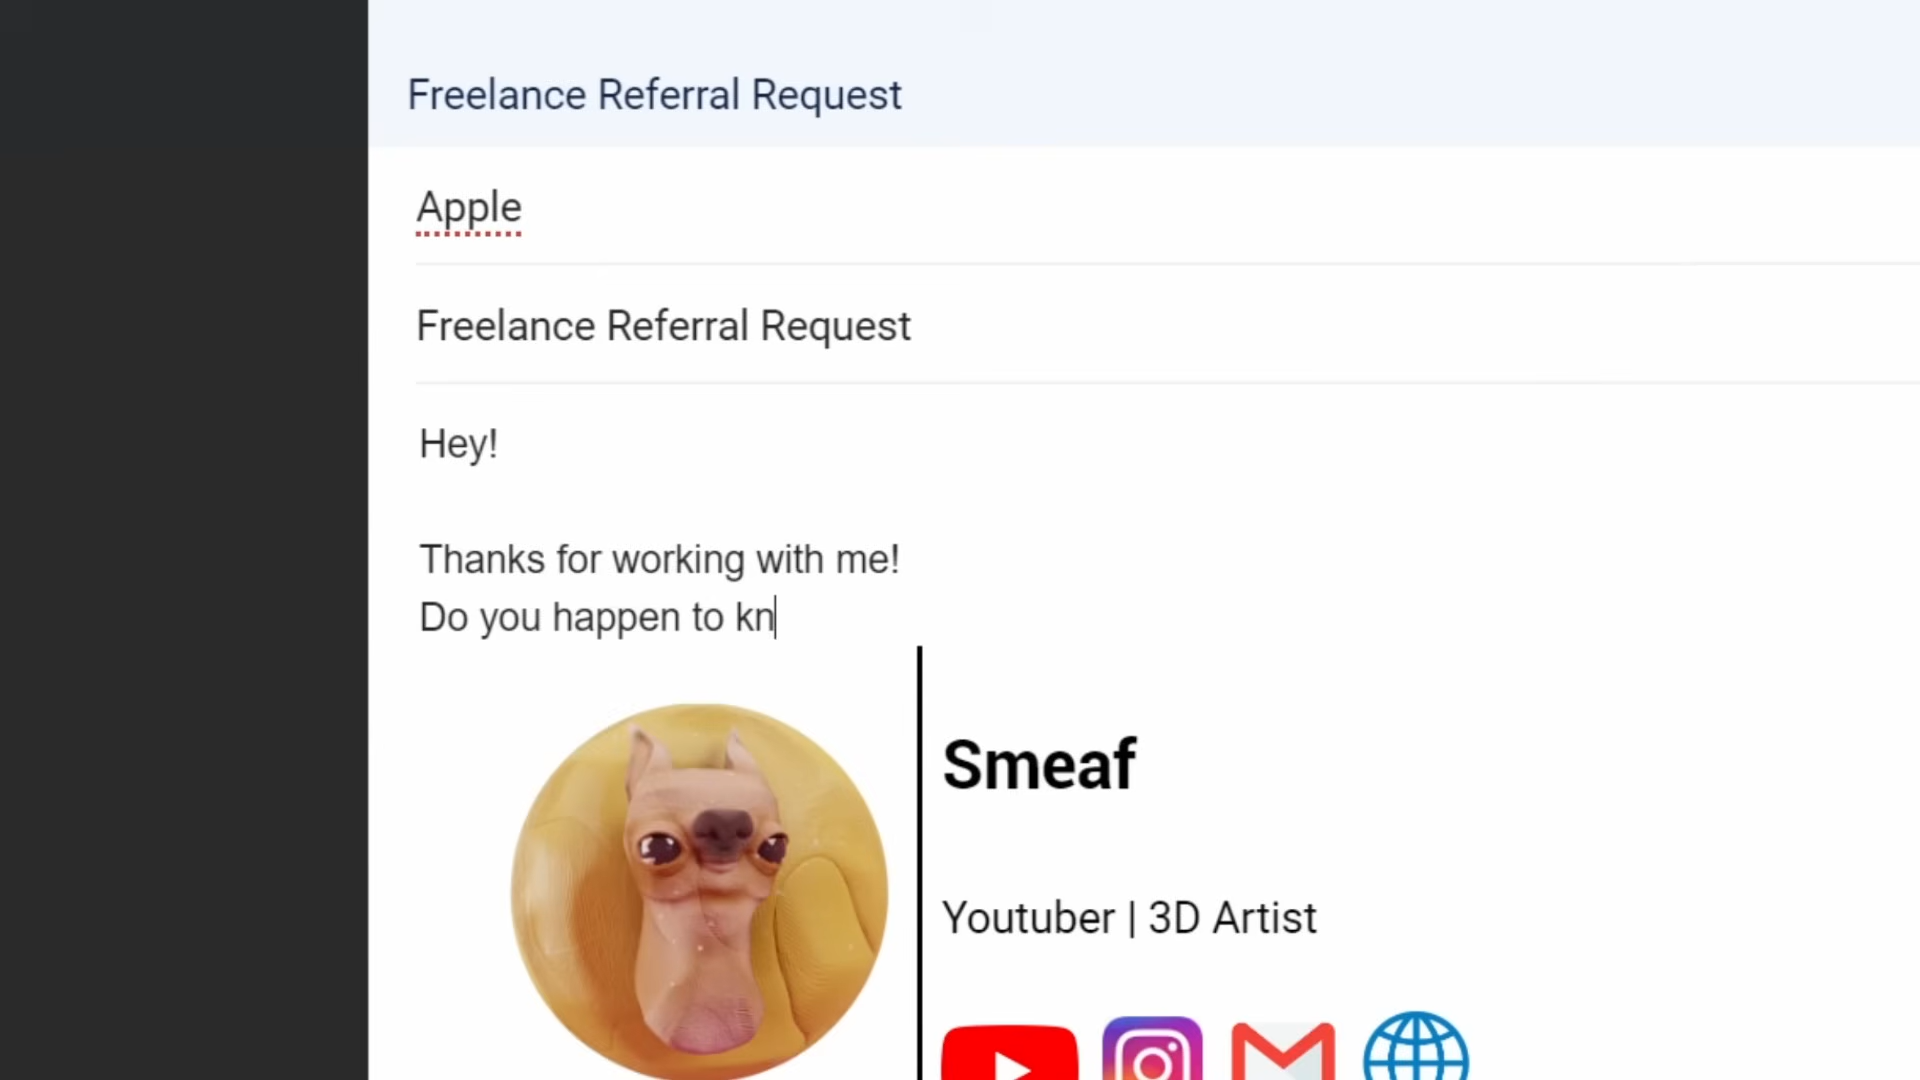 Freelance Referral Request
Apple
Freelance Referral Request
Hey!
Thanks for working with me!
Do you happen to kn
Smeaf
Youtuber | 3D Artist